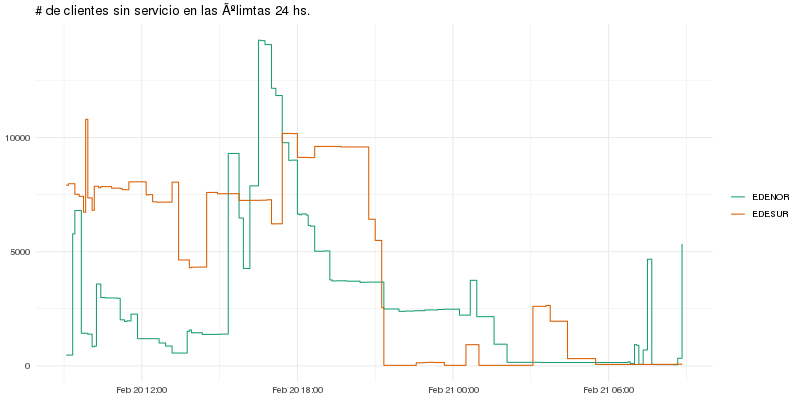 # de clientes sin servicio en las Ãºlimtas 24 hs.
10000
5000
0
Feb 20 12:00
Feb 20 18:00
Feb 21 00:00
Feb 21 06:00
EDENOR
EDESUR